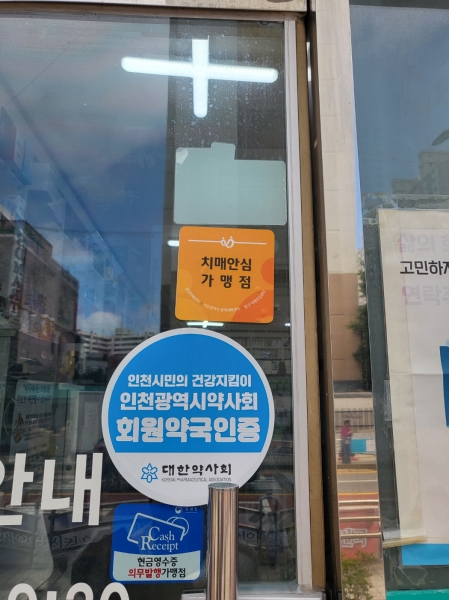 치매안심
가맹점
인천시민의 건강지킴이
인천광역시약사회
회원약국인증
대한약사회
KOREAN PHARMACEUTICAL ASSOCIATION
안내
Cash
Receipt
현금영수증
의무발행가맹점
고민하지
연락주